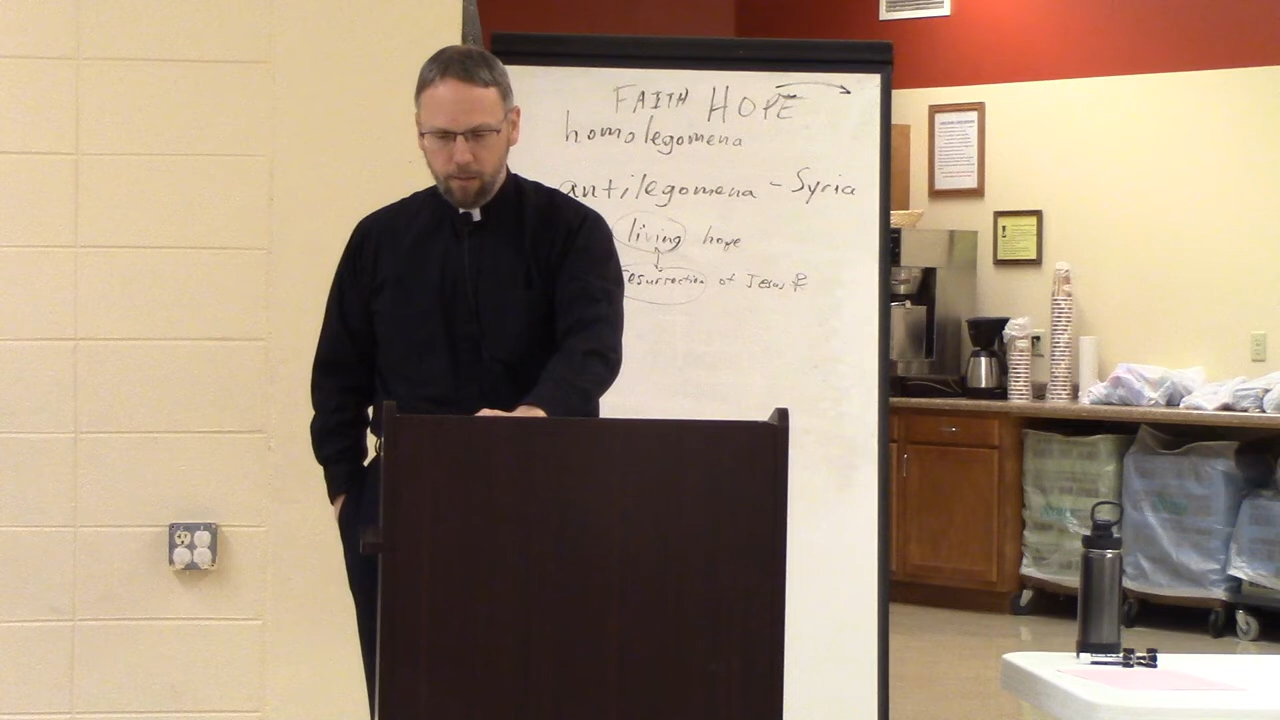 FAITH HOPE
homolegomena
antilegomena - Syria
living hope
resurrection of Jesus